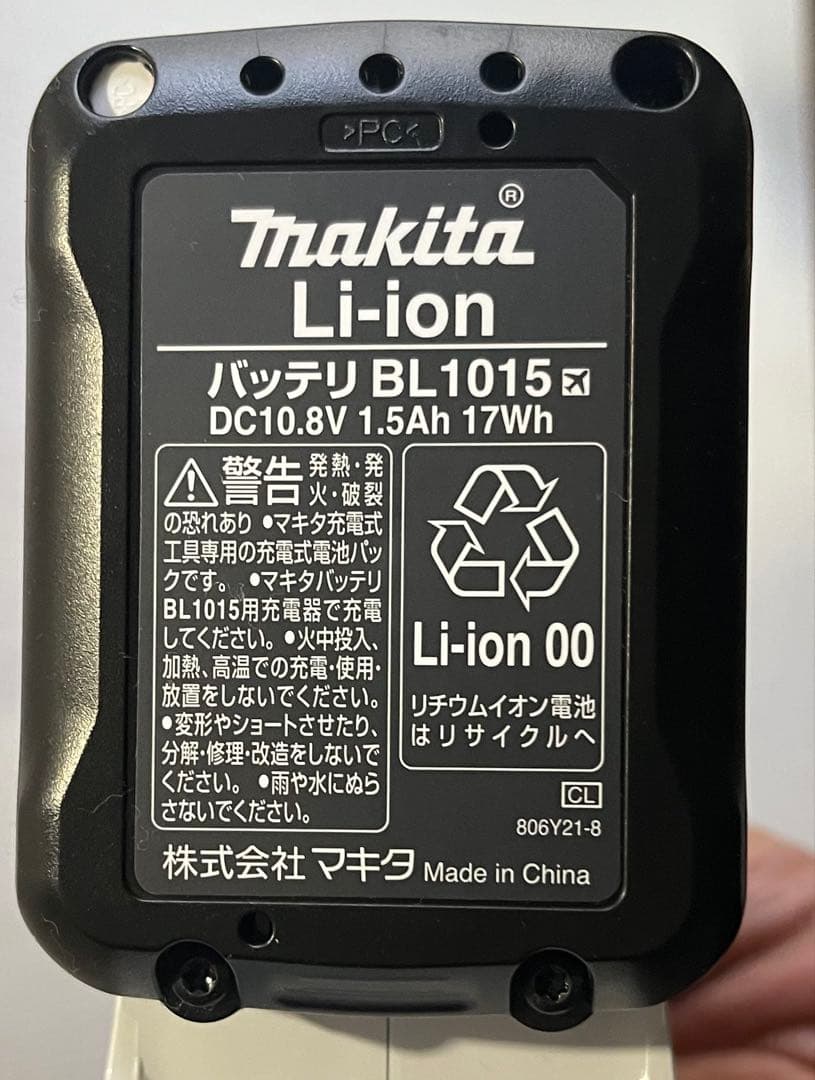 >PC<
makita®
Li-ion
バッテリ BL1015
DC10.8V 1.5Ah 17Wh
警告 発熱・発
火・破裂
の恐れあり ●マキタ充電式
工具専用の充電式電池パッ
クです。 ●マキタバッテリ
BL1015用充電器で充電
してください。●火中投入、
加熱、高温での充電・使用・
放置をしないでください。
●変形やショートさせたり、
分解・修理・改造をしないで
ください。 ●雨や水にぬら
さないでください。
Li-ion 00
リチウムイオン電池
はリサイクルへ
CL
806Y21-8
株式会社 マキタ Made in China